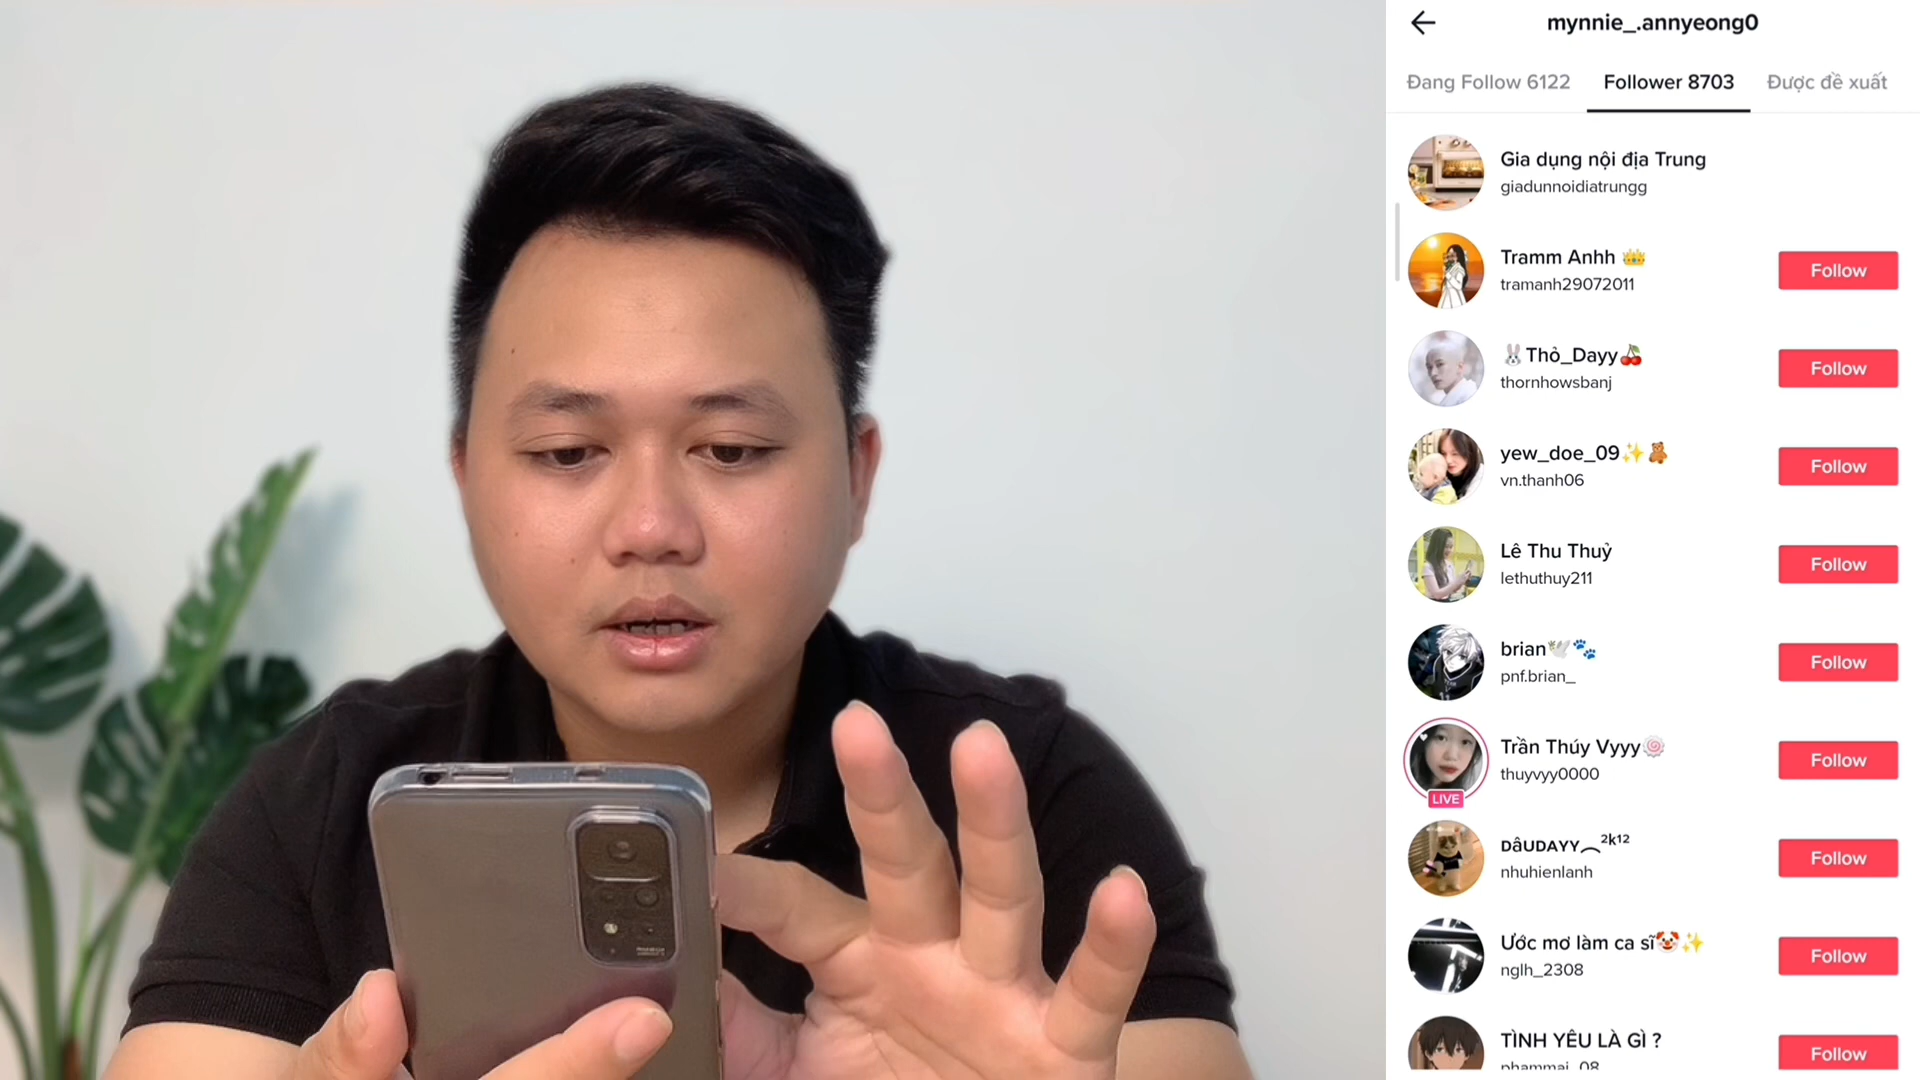 mynnie_.annyeong0
Đang Follow 6122
Follower 8703
Được đề xuất
Gia dụng nội địa Trung
giadunnoidiatrungg
Tramm Anhh 👑
tramanh29072011
Follow
🐰Thỏ_Dayy🍒
thornhowsbanj
Follow
yew_doe_09✨🧸
vn.thanh06
Follow
Lê Thu Thuỷ
lethuthuy211
Follow
brian🕊️🐾
pnf.brian_
Follow
Trần Thúy Vyyy🍥
thuyvyy0000
LIVE
Follow
DâUDAYY︵²ᵏ¹²
nhuhienlanh
Follow
Ước mơ làm ca sĩ🤡✨
nglh_2308
Follow
TÌNH YÊU LÀ GÌ ?
phammai_08
Follow